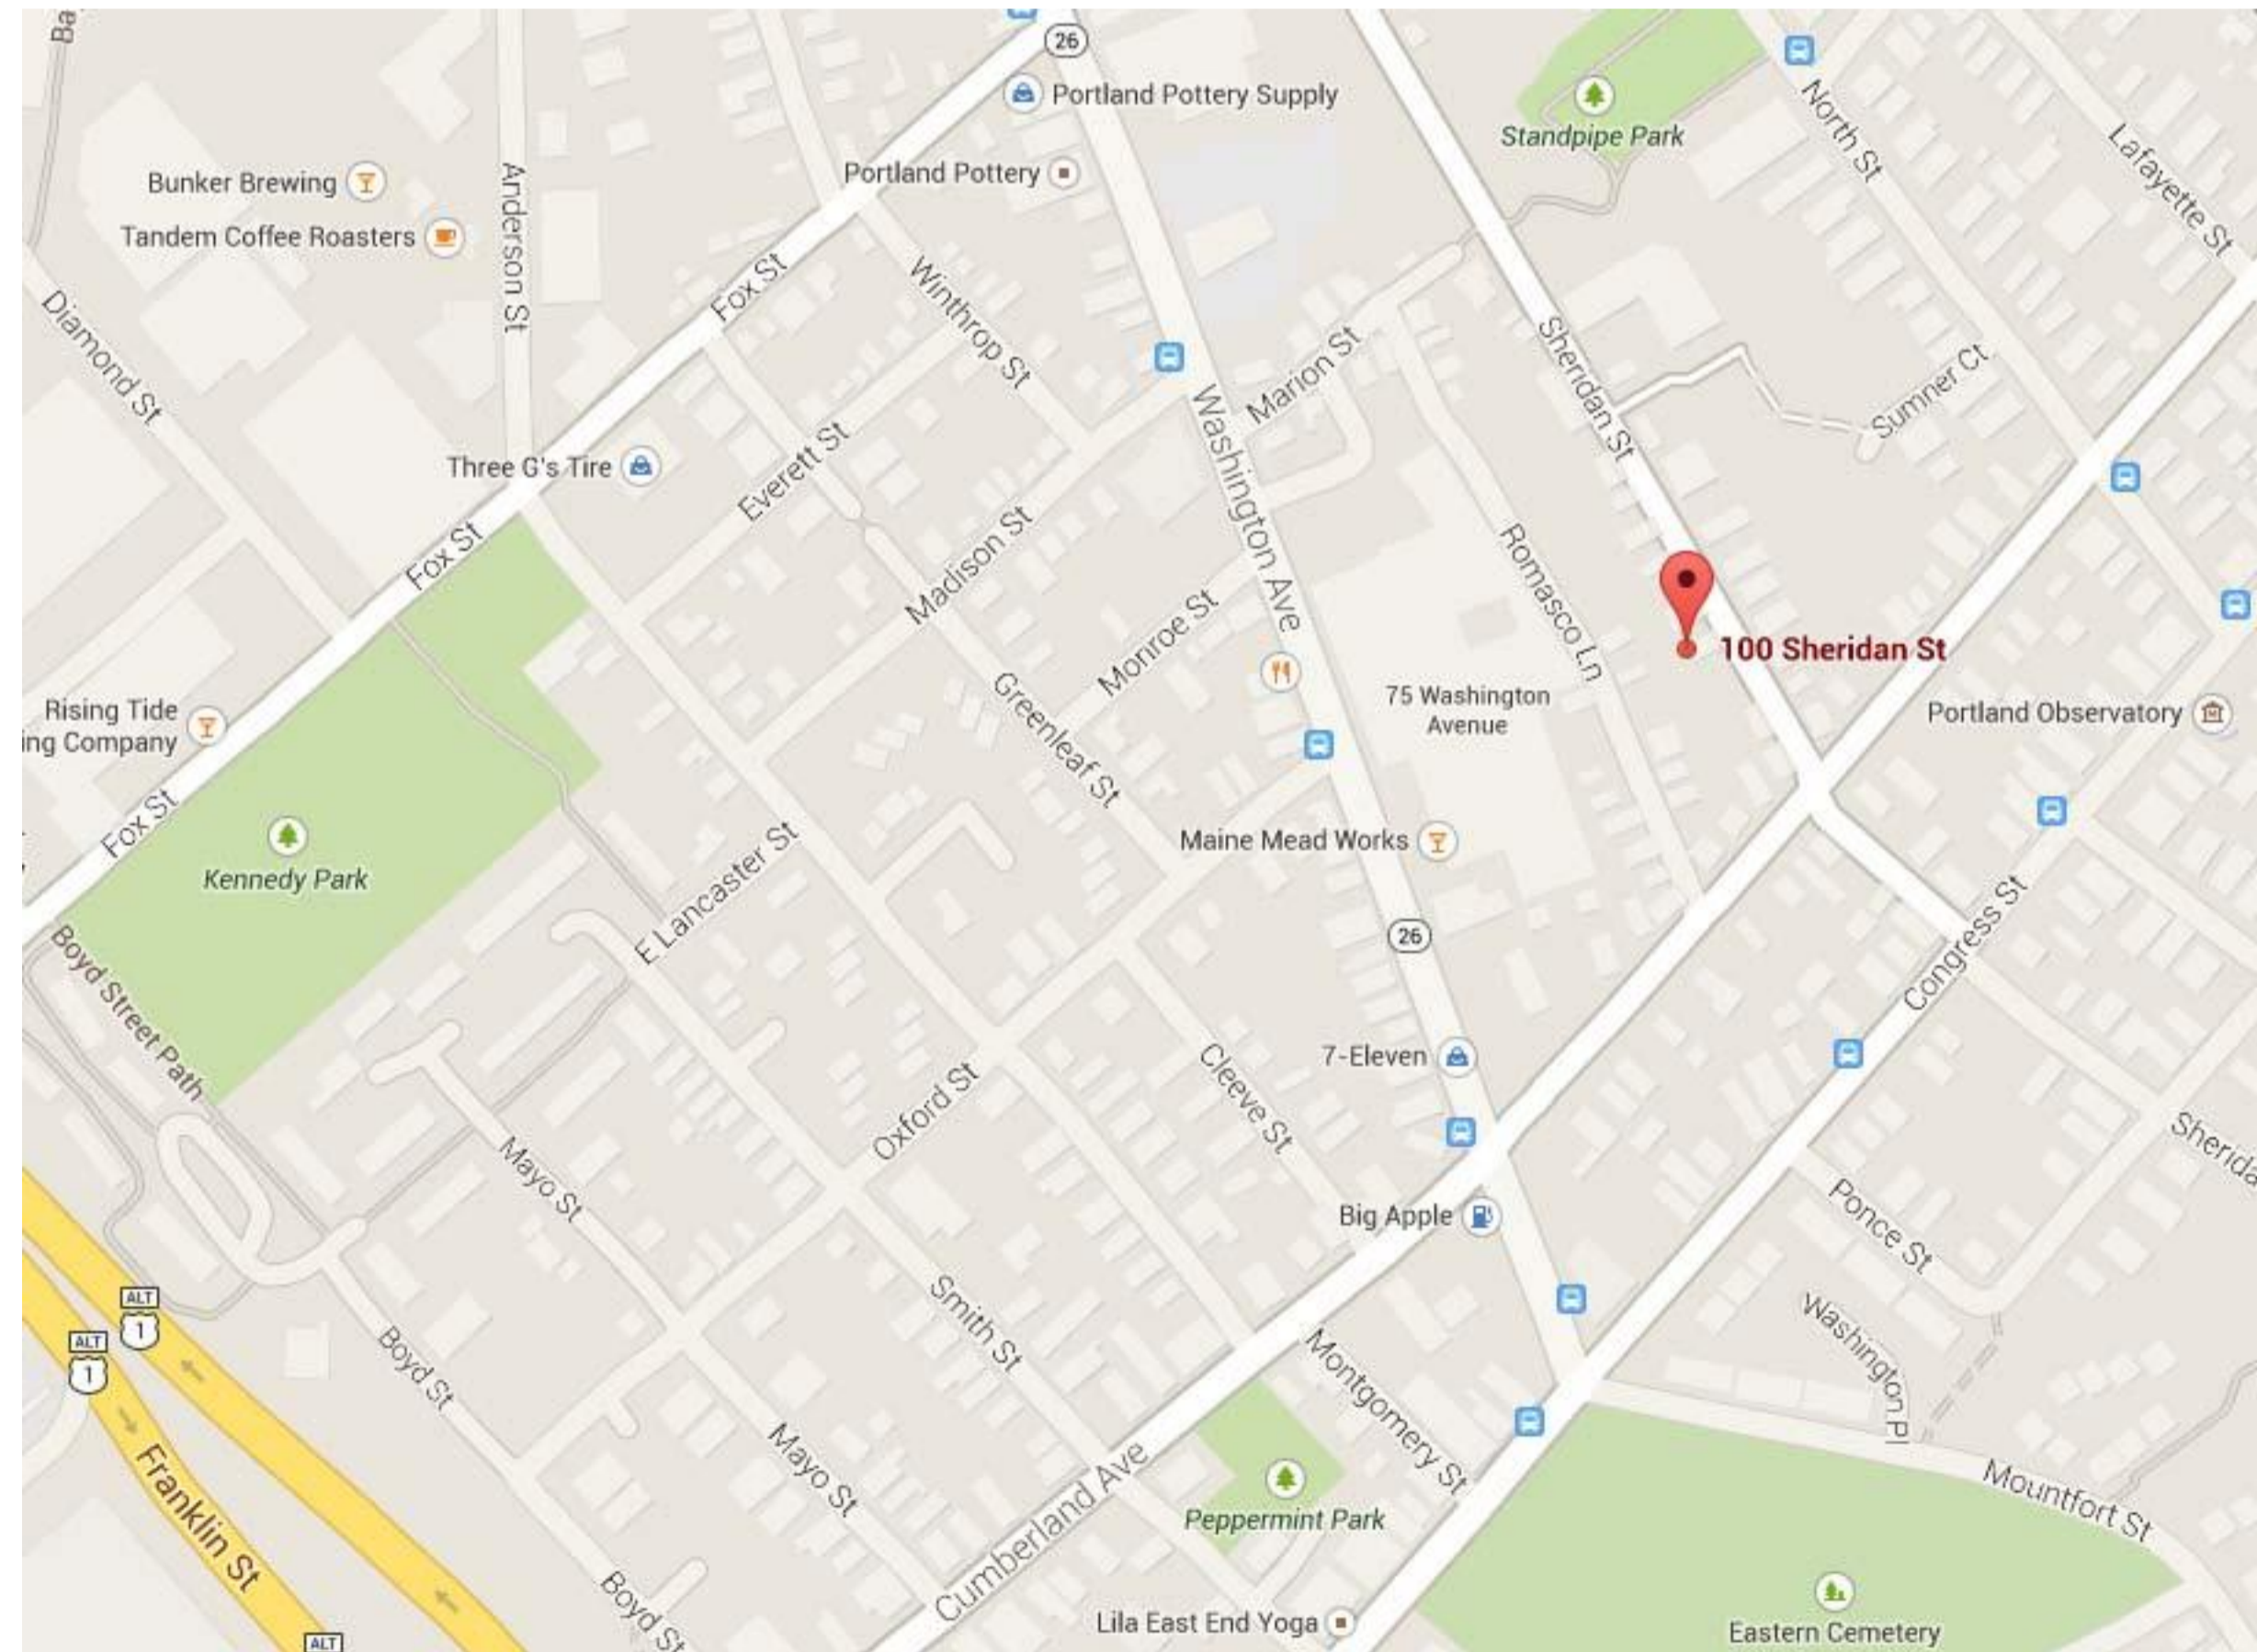 Ba
26
Portland Pottery Supply
Standpipe Park
North St
Lafayette St
Portland Pottery
Bunker Brewing
Tandem Coffee Roasters
Anderson St
Fox St
Winthrop St
Diamond St
Marion St
Sheridan St
Sumner Ct
Washington Ave
Three G's Tire
Everett St
Fox St
Madison St
Romasco Ln
Monroe St
100 Sheridan St
Greenleaf St
75 Washington
Avenue
Portland Observatory
Rising Tide
ing Company
Fox St
Kennedy Park
E Lancaster St
Maine Mead Works
26
Congress St
Boyd Street Path
7-Eleven
Cleeve St
Oxford St
Mayo St
Sherida
Big Apple
Ponce St
ALT
1
ALT
1
Boyd St
Smith St
Montgomery St
Washington Pl
Franklin St
Mayo St
Cumberland Ave
Peppermint Park
Mountfort St
Boyd St
Lila East End Yoga
Eastern Cemetery
ALT